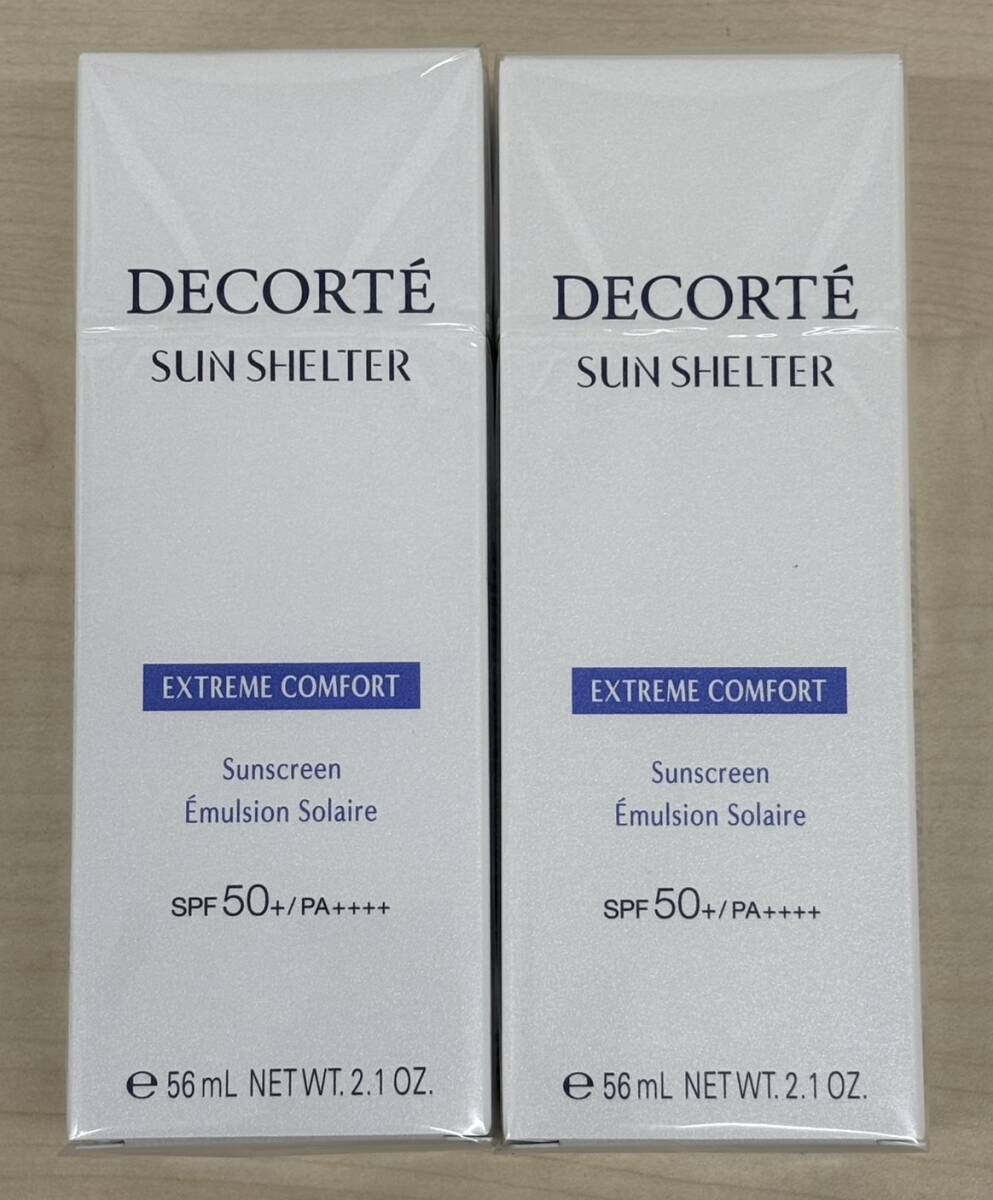 DECORTÉ
SUN SHELTER
EXTREME COMFORT
Sunscreen
Émulsion Solaire
SPF 50+/PA++++
℮ 56 mL NET WT. 2.1 OZ.
DECORTÉ
SUN SHELTER
EXTREME COMFORT
Sunscreen
Émulsion Solaire
SPF 50+/PA++++
℮ 56 mL NET WT. 2.1 OZ.